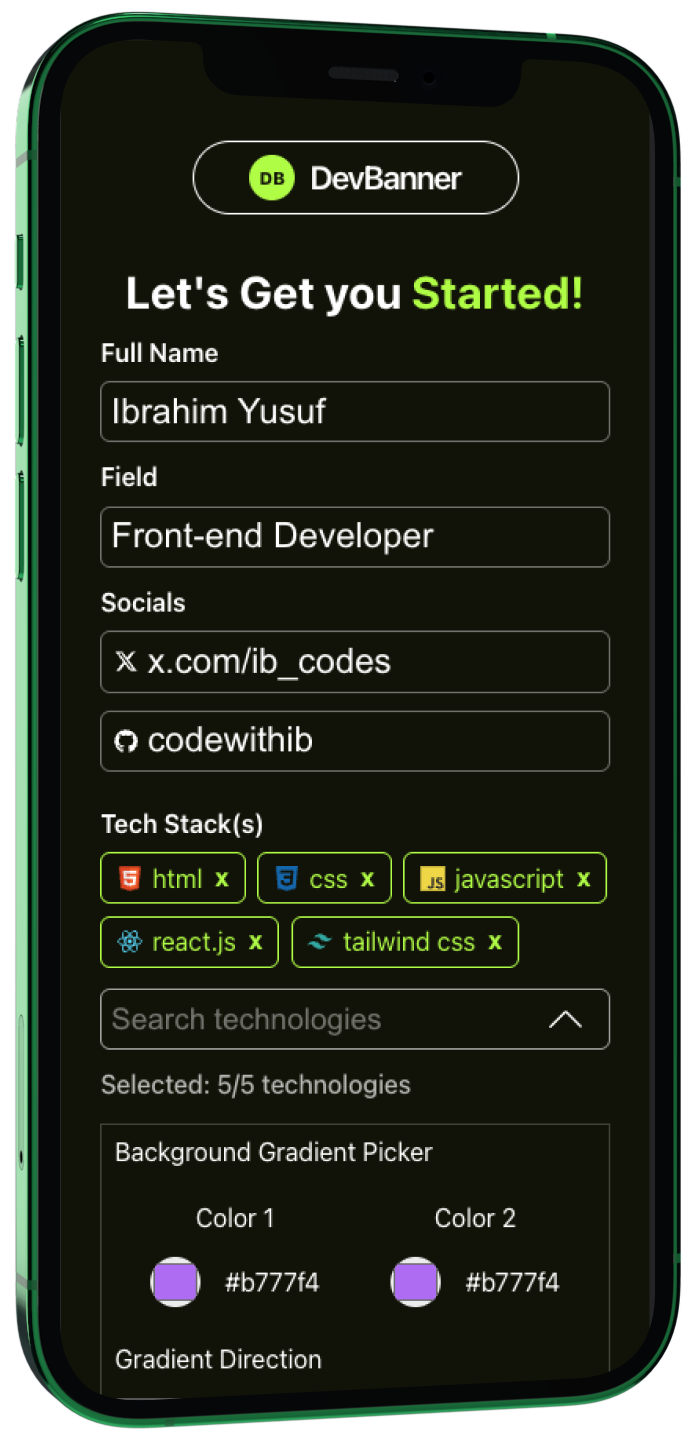 DB DevBanner
Let's Get you Started!
Full Name
Ibrahim Yusuf
Field
Front-end Developer
Socials
x.com/ib_codes
codewithib
Tech Stack(s)
html x css x JS javascript x
react.js x tailwind css x
Search technologies
Selected: 5/5 technologies
Background Gradient Picker
Color 1 Color 2
#b777f4 #b777f4
Gradient Direction